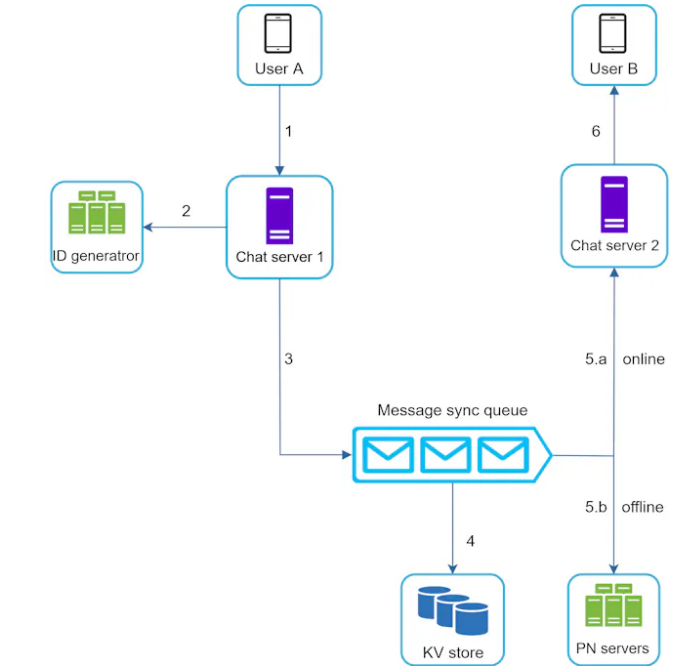 User A
User B
1
6
2
ID generatror
Chat server 1
Chat server 2
3
5.a online
Message sync queue
5.b offline
4
KV store
PN servers